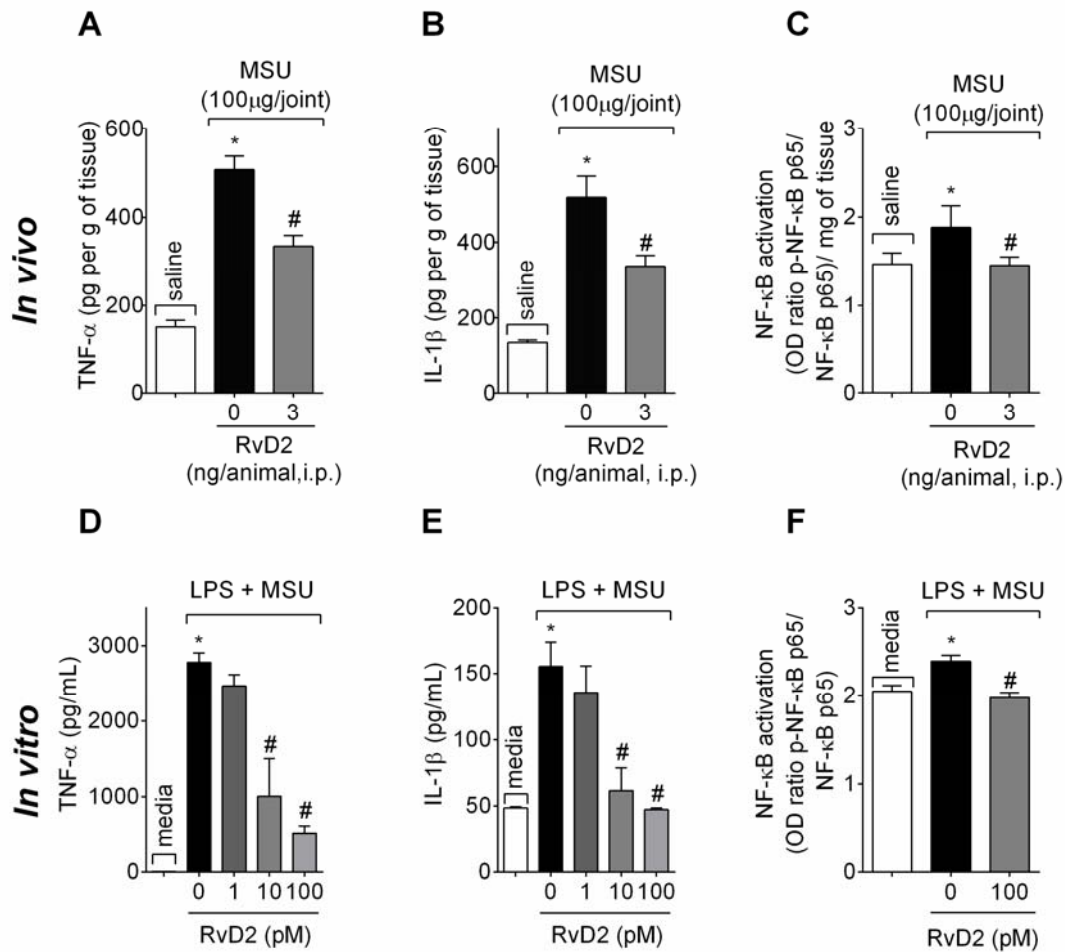 In vivo
A
MSU
(100µg/joint)
TNF-α (pg per g of tissue)
600
400
200
0
saline
*
#
0 3
RvD2
(ng/animal,i.p.)
B
MSU
(100µg/joint)
IL-1β (pg per g of tissue)
600
400
200
0
saline
*
#
0 3
RvD2
(ng/animal, i.p.)
C
MSU
(100µg/joint)
NF-κB activation
(OD ratio p-NF-κB p65/
NF-κB p65)/ mg of tissue
3
2
1
0
saline
*
#
0 3
RvD2
(ng/animal, i.p.)
In vitro
D
LPS + MSU
TNF-α (pg/mL)
3000
2000
1000
0
media
*
#
#
0 1 10 100
RvD2 (pM)
E
LPS + MSU
IL-1β (pg/mL)
200
150
100
50
0
media
*
#
#
0 1 10 100
RvD2 (pM)
F
LPS + MSU
NF-κB activation
(OD ratio p-NF-κB p65/
NF-κB p65)
3
2
1
0
media
*
#
0 100
RvD2 (pM)